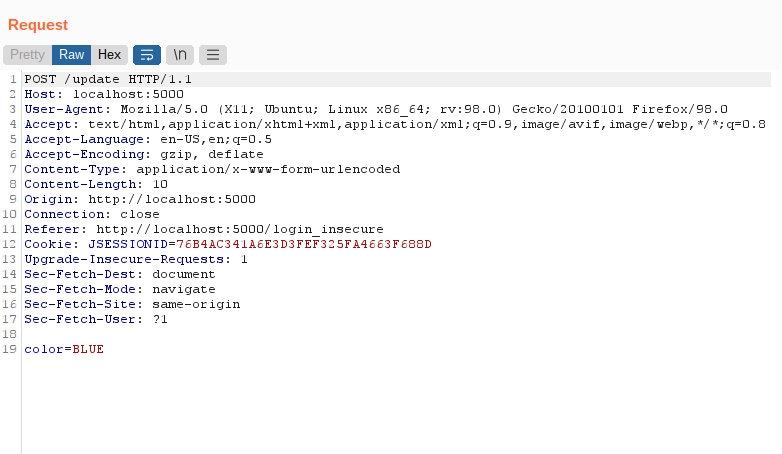 Request
Pretty Raw Hex \n
1 POST /update HTTP/1.1
2 Host: localhost:5000
3 User-Agent: Mozilla/5.0 (X11; Ubuntu; Linux x86_64; rv:98.0) Gecko/20100101 Firefox/98.0
4 Accept: text/html,application/xhtml+xml,application/xml;q=0.9,image/avif,image/webp,*/*;q=0.8
5 Accept-Language: en-US,en;q=0.5
6 Accept-Encoding: gzip, deflate
7 Content-Type: application/x-www-form-urlencoded
8 Content-Length: 10
9 Origin: http://localhost:5000
10 Connection: close
11 Referer: http://localhost:5000/login_insecure
12 Cookie: JSESSIONID=76B4AC341A6E3D3FEF325FA4663F688D
13 Upgrade-Insecure-Requests: 1
14 Sec-Fetch-Dest: document
15 Sec-Fetch-Mode: navigate
16 Sec-Fetch-Site: same-origin
17 Sec-Fetch-User: ?1
18
19 color=BLUE